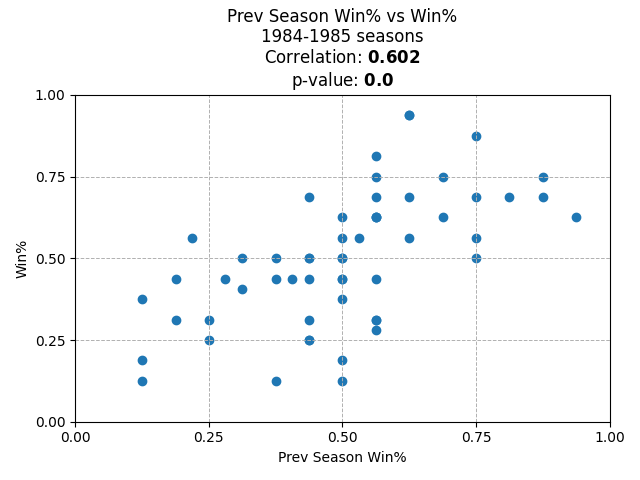 Prev Season Win% vs Win%
1984-1985 seasons
Correlation: 0.602
p-value: 0.0
1.00
0.75
0.50
0.25
0.00
Win%
0.00 0.25 0.50 0.75 1.00
Prev Season Win%